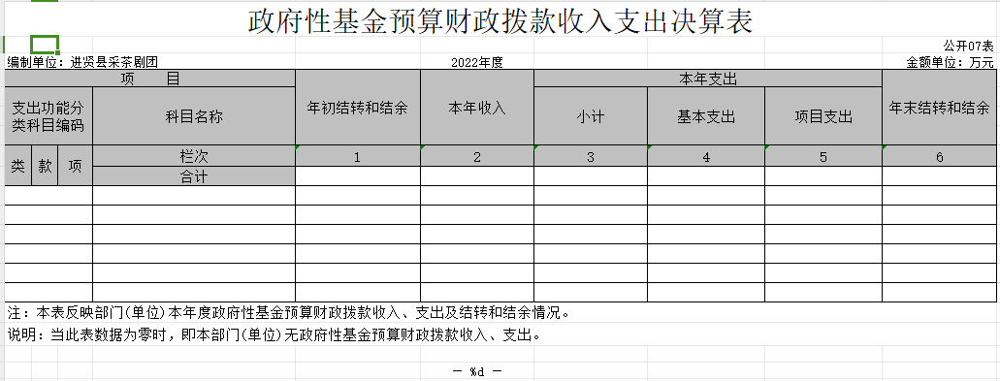 政府性基金预算财政拨款收入支出决算表
公开07表
编制单位：进贤县采茶剧团 2022年度 金额单位：万元
项 目 本年支出
支出功能分类科目编码 科目名称 年初结转和结余 本年收入 小计 基本支出 项目支出 年末结转和结余
类 款 项 栏次 1 2 3 4 5 6
合计
注：本表反映部门(单位)本年度政府性基金预算财政拨款收入、支出及结转和结余情况。
说明：当此表数据为零时，即本部门(单位)无政府性基金预算财政拨款收入、支出。
— %d —